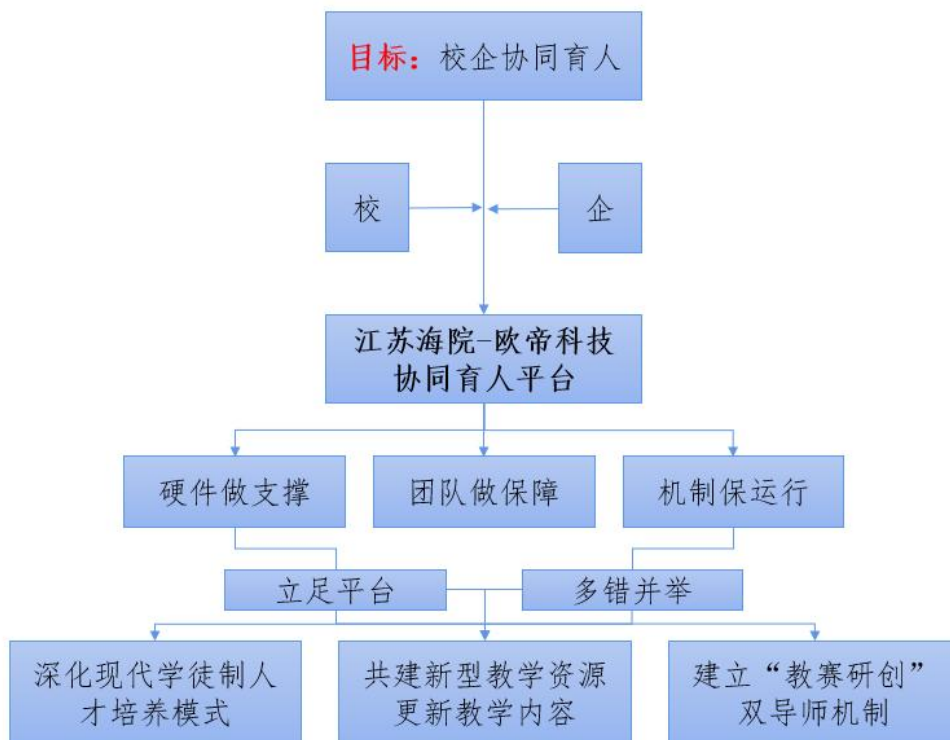 目标：校企协同育人
校
企
江苏海院-欧帝科技
协同育人平台
硬件做支撑
团队做保障
机制保运行
立足平台
多错并举
深化现代学徒制人
才培养模式
共建新型教学资源
更新教学内容
建立“教赛研创”
双导师机制